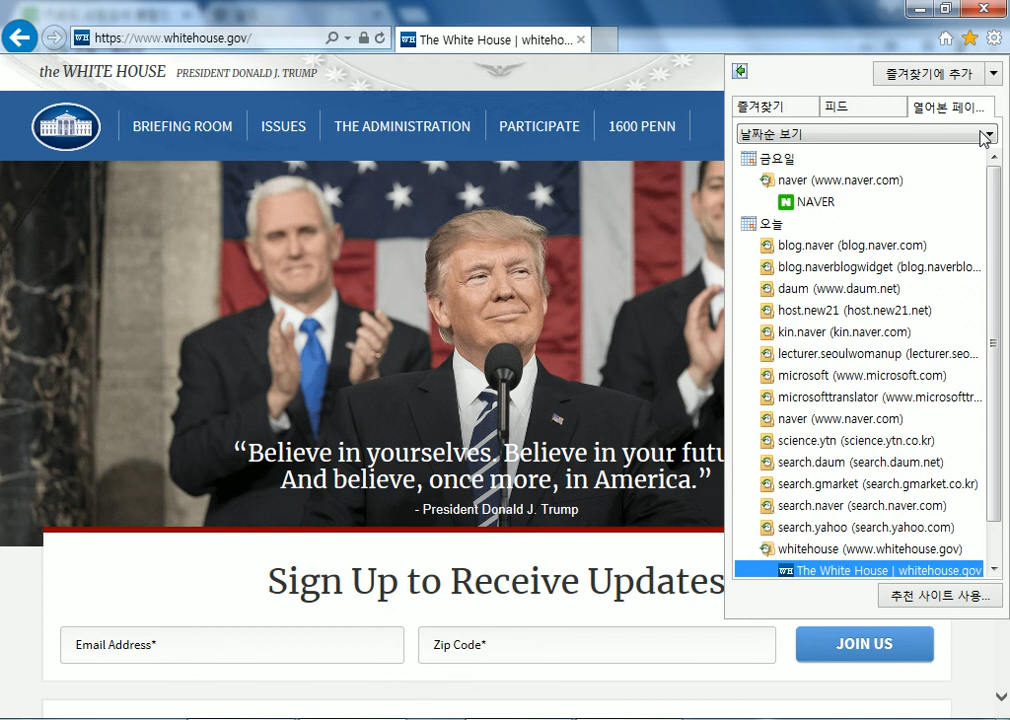 WH https://www.whitehouse.gov/
WH The White House | whiteho...
the WHITE HOUSE PRESIDENT DONALD J. TRUMP
BRIEFING ROOM
ISSUES
THE ADMINISTRATION
PARTICIPATE
1600 PENN
“Believe in yourselves. Believe in your futu
And believe, once more, in America.”
- President Donald J. Trump
Sign Up to Receive Updates
Email Address*
Zip Code*
JOIN US
즐겨찾기에 추가
즐겨찾기
피드
열어본 페이...
날짜순 보기
금요일
naver (www.naver.com)
N NAVER
오늘
blog.naver (blog.naver.com)
blog.naverblogwidget (blog.naverblo...
daum (www.daum.net)
host.new21 (host.new21.net)
kin.naver (kin.naver.com)
lecturer.seoulwomanup (lecturer.seo...
microsoft (www.microsoft.com)
microsofttranslator (www.microsofttr...
naver (www.naver.com)
science.ytn (science.ytn.co.kr)
search.daum (search.daum.net)
search.gmarket (search.gmarket.co.kr)
search.naver (search.naver.com)
search.yahoo (search.yahoo.com)
whitehouse (www.whitehouse.gov)
WH The White House | whitehouse.gov
추천 사이트 사용...